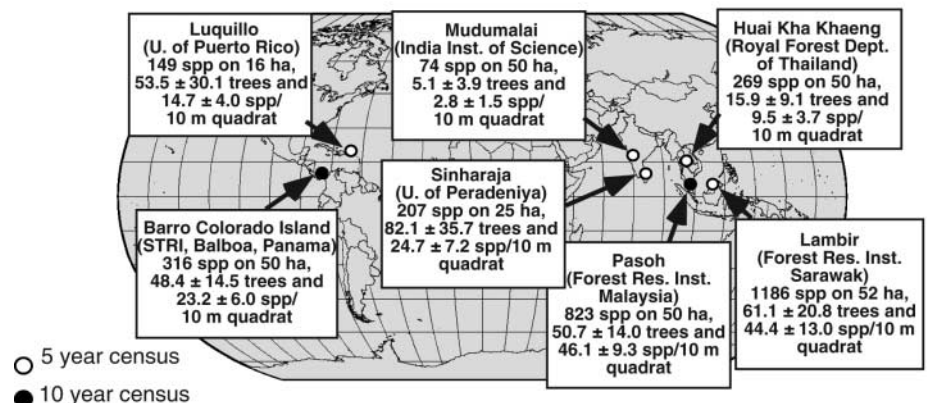 Luquillo
(U. of Puerto Rico)
149 spp on 16 ha,
53.5 ± 30.1 trees and
14.7 ± 4.0 spp/
10 m quadrat
Mudumalai
(India Inst. of Science)
74 spp on 50 ha,
5.1 ± 3.9 trees and
2.8 ± 1.5 spp/
10 m quadrat
Huai Kha Khaeng
(Royal Forest Dept.
of Thailand)
269 spp on 50 ha,
15.9 ± 9.1 trees and
9.5 ± 3.7 spp/
10 m quadrat
Barro Colorado Island
(STRI, Balboa, Panama)
316 spp on 50 ha,
48.4 ± 14.5 trees and
23.2 ± 6.0 spp/
10 m quadrat
Sinharaja
(U. of Peradeniya)
207 spp on 25 ha,
82.1 ± 35.7 trees and
24.7 ± 7.2 spp/10 m
quadrat
Pasoh
(Forest Res. Inst.
Malaysia)
823 spp on 50 ha,
50.7 ± 14.0 trees and
46.1 ± 9.3 spp/10 m
quadrat
Lambir
(Forest Res. Inst.
Sarawak)
1186 spp on 52 ha,
61.1 ± 20.8 trees and
44.4 ± 13.0 spp/10 m
quadrat
5 year census
10 year census